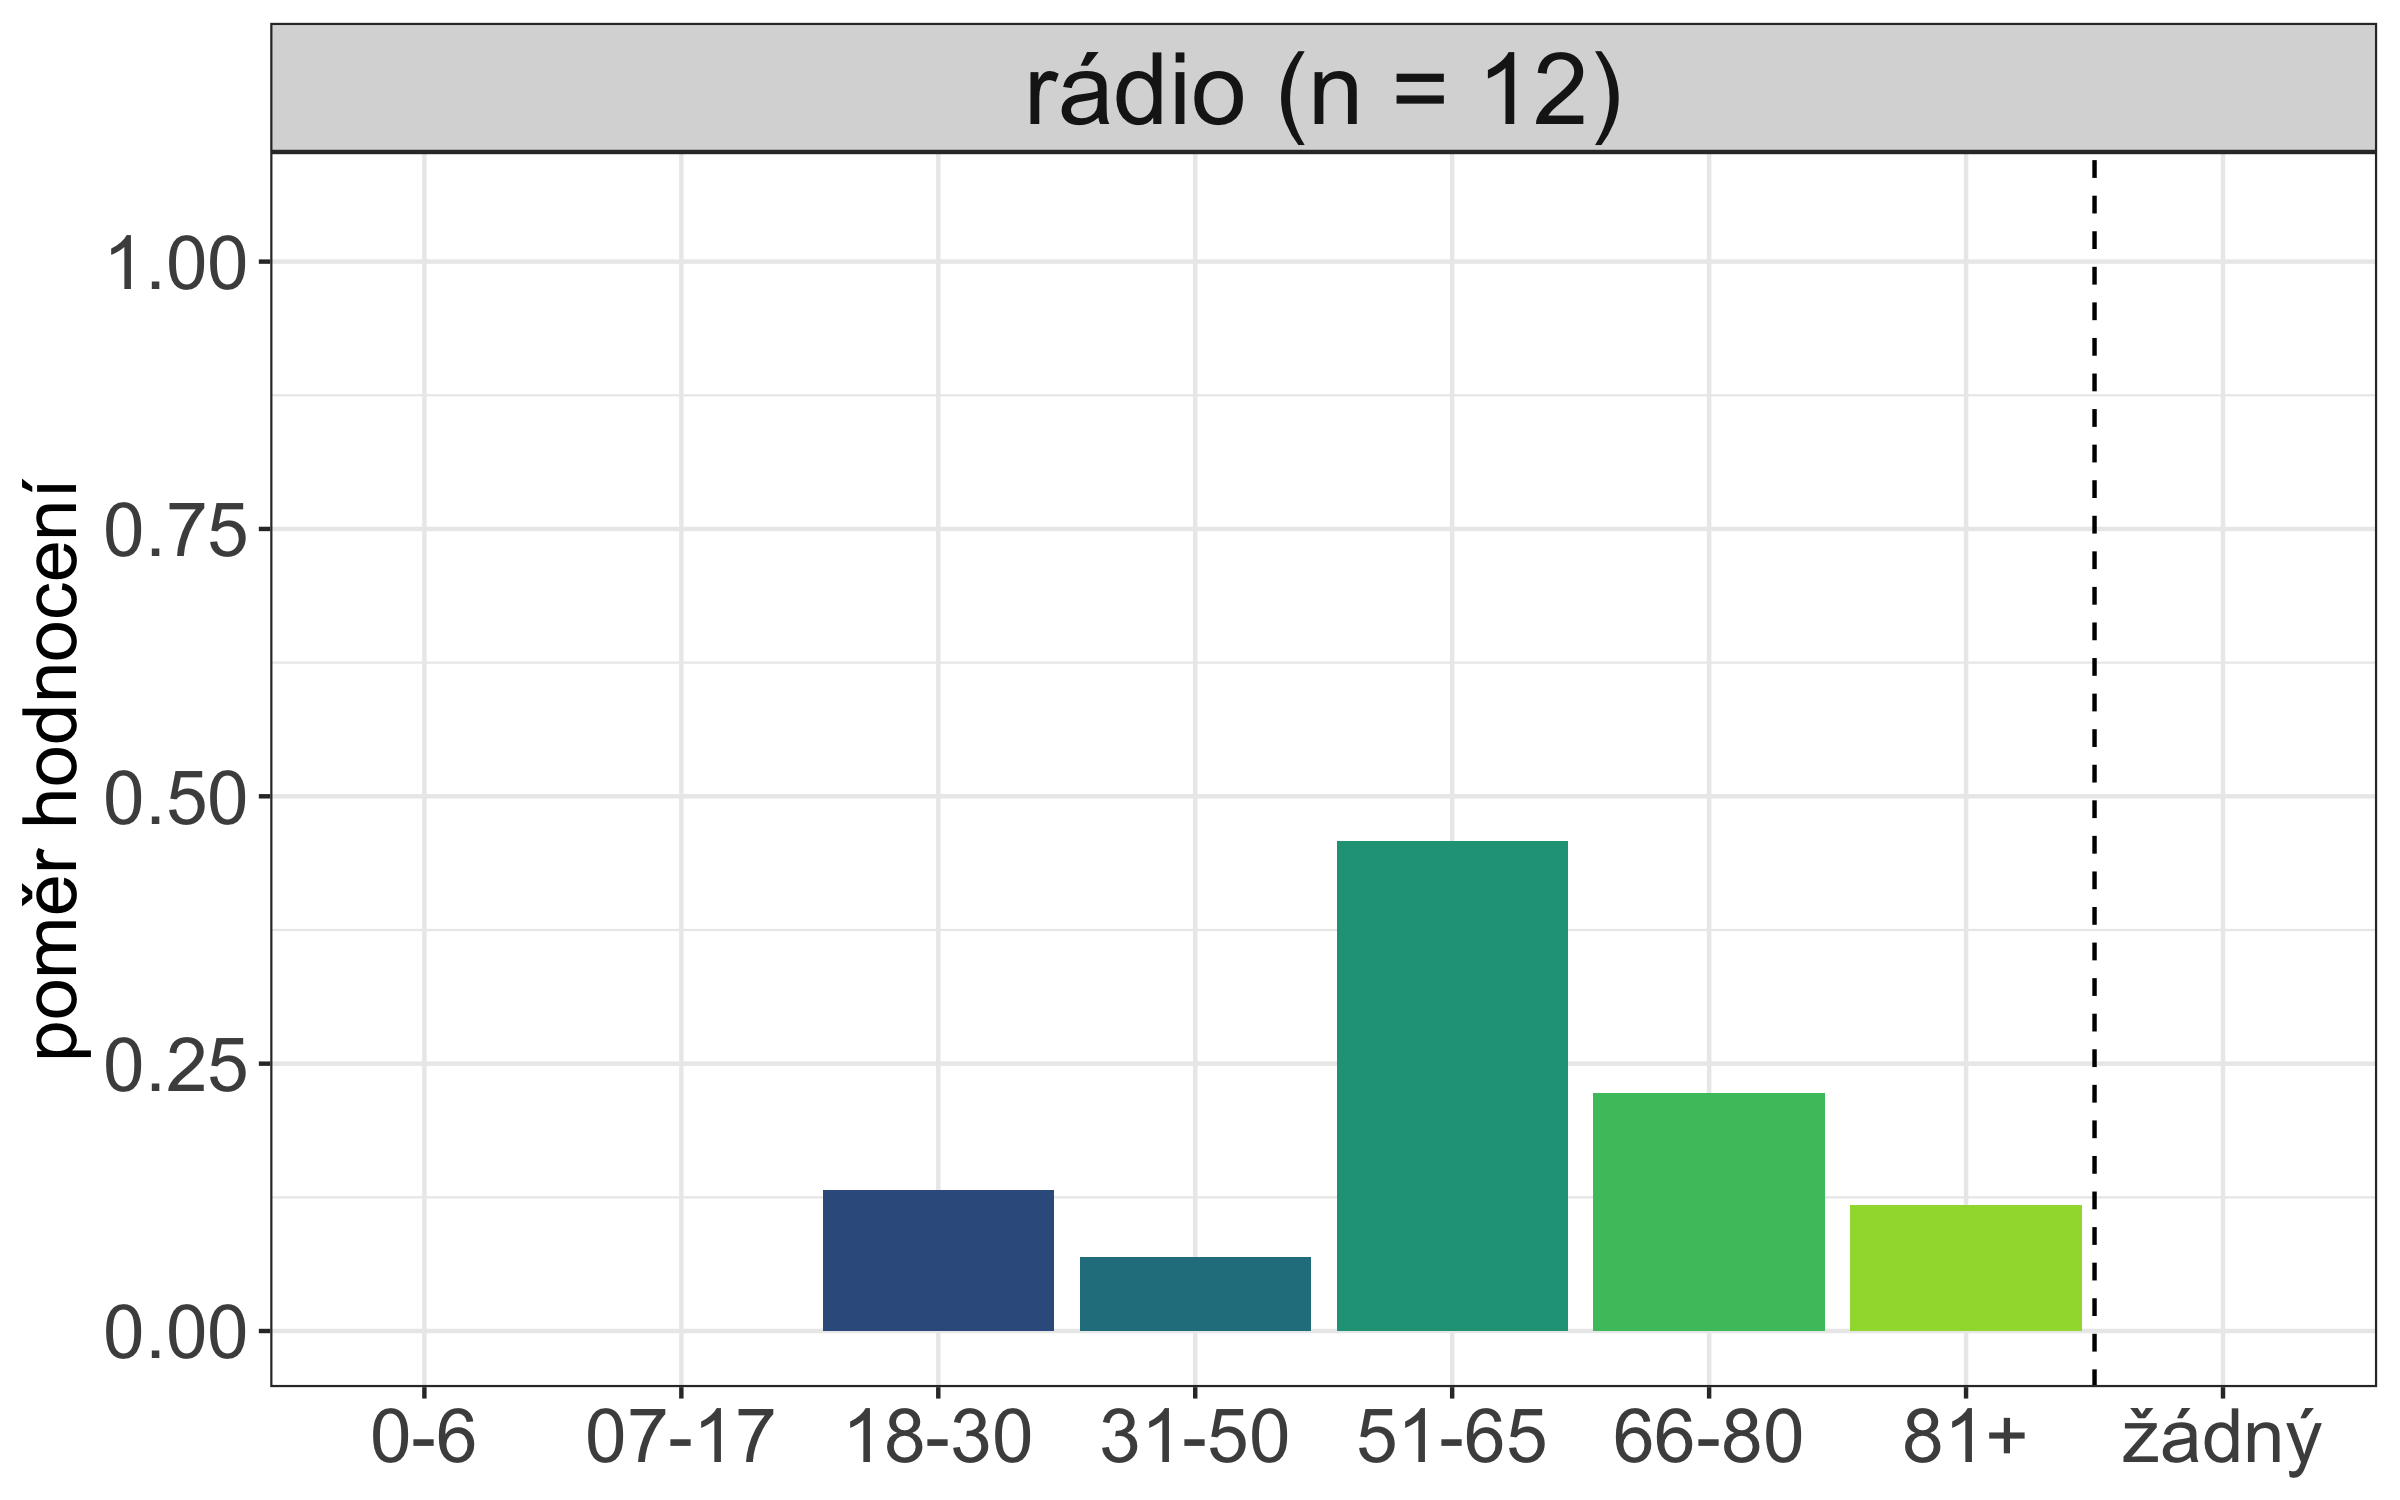 rádio (n = 12)
poměr hodnocení
1.00
0.75
0.50
0.25
0.00
0-6 07-17 18-30 31-50 51-65 66-80 81+ žádný